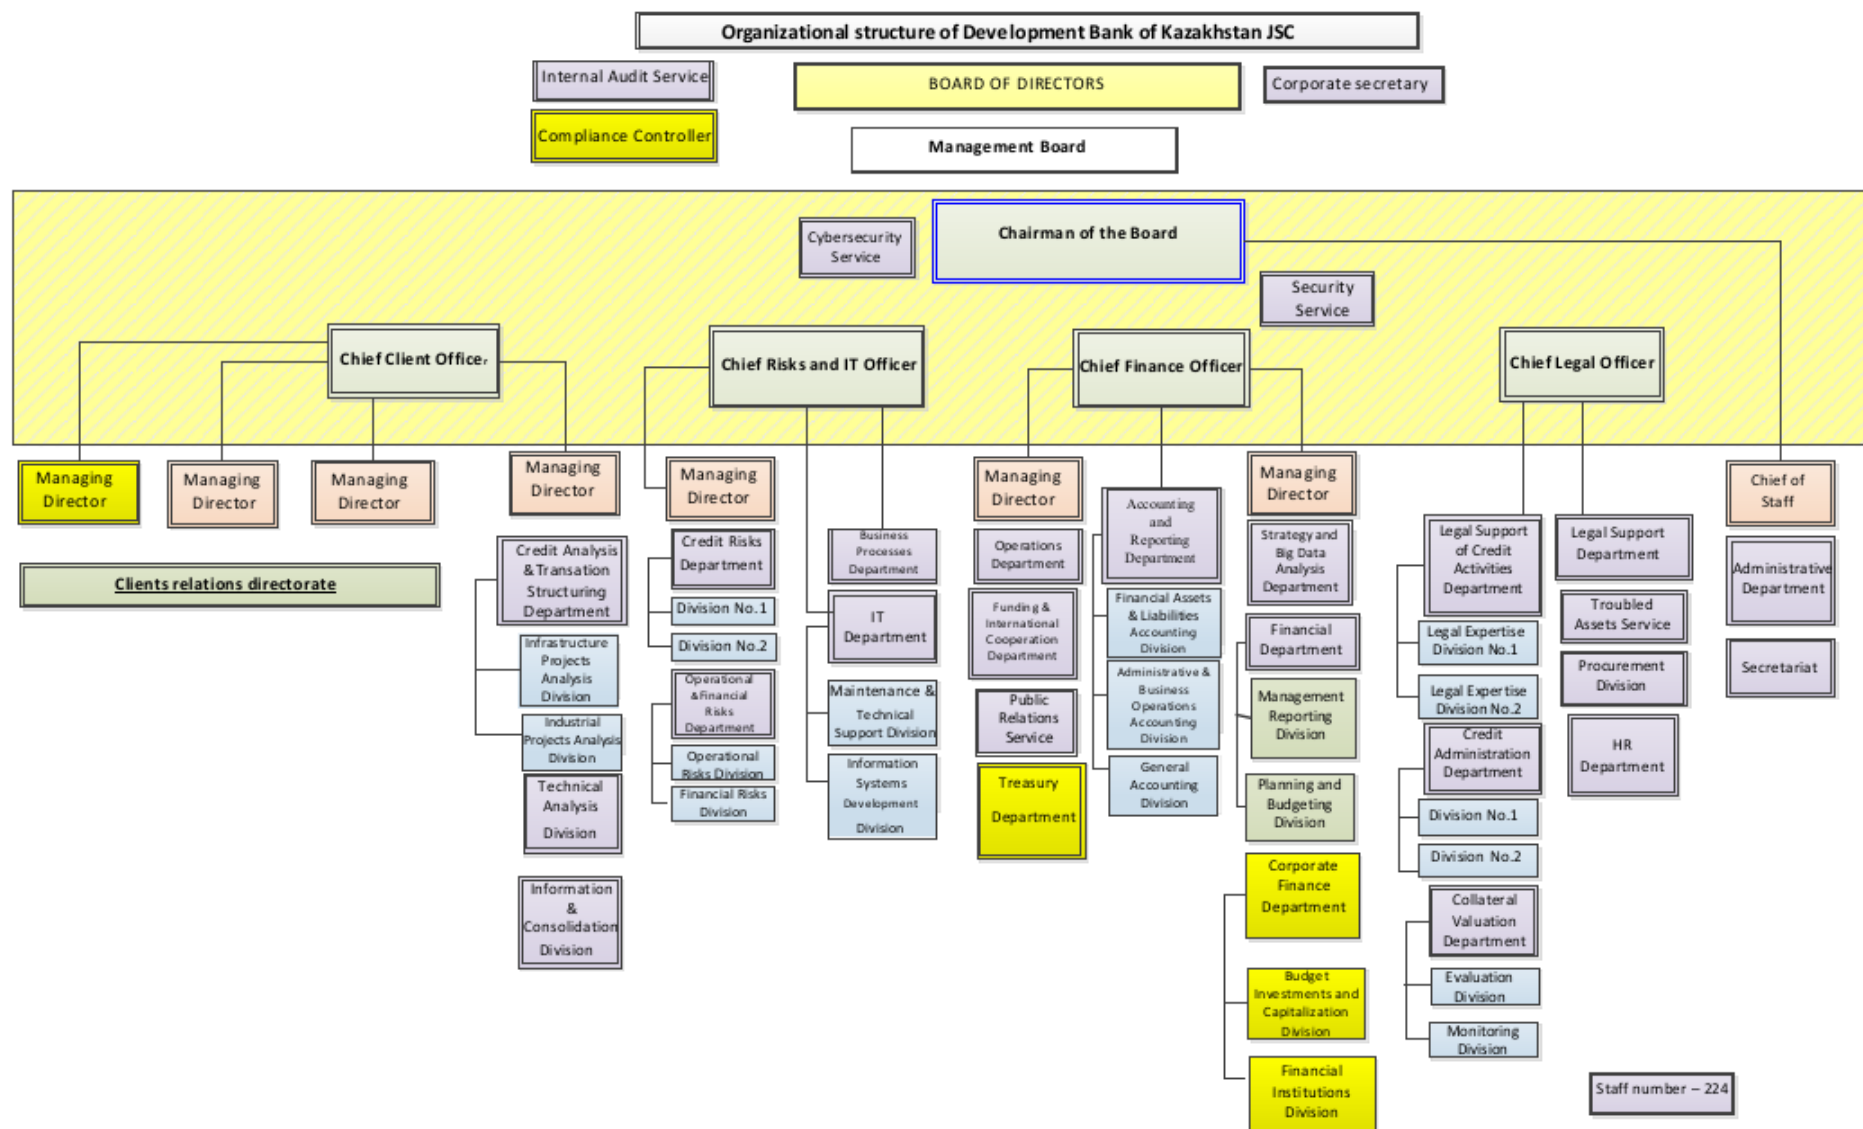 Organizational structure of Development Bank of Kazakhstan JSC
Internal Audit Service
BOARD OF DIRECTORS
Corporate secretary
Compliance Controller
Management Board
Chairman of the Board
Cybersecurity
Service
Security
Service
Chief Client Officer
Chief Risks and IT Officer
Chief Finance Officer
Chief Legal Officer
Managing
Director
Managing
Director
Managing
Director
Managing
Director
Managing
Director
Managing
Director
Managing
Director
Chief of
Staff
Clients relations directorate
Credit Analysis
& Transation
Structuring
Department
Infrastructure
Projects
Analysis
Division
Industrial
Projects Analysis
Division
Technical
Analysis
Division
Information
&
Consolidation
Division
Credit Risks
Department
Division No.1
Division No.2
Operational
&Financial
Risks
Department
Operational
Risks Division
Financial Risks
Division
Business
Processes
Department
IT
Department
Maintenance &
Technical
Support Division
Information
Systems
Development
Division
Operations
Department
Funding &
International
Cooperation
Department
Public
Relations
Service
Treasury
Department
Accounting
and
Reporting
Department
Financial Assets
& Liabilities
Accounting
Division
Administrative &
Business
Operations
Accounting
Division
General
Accounting
Division
Strategy and
Big Data
Analysis
Department
Financial
Department
Management
Reporting
Division
Planning and
Budgeting
Division
Corporate
Finance
Department
Budget
Investments and
Capitalization
Division
Financial
Institutions
Division
Legal Support
of Credit
Activities
Department
Legal Expertise
Division No.1
Legal Expertise
Division No.2
Credit
Administration
Department
Division No.1
Division No.2
Collateral
Valuation
Department
Evaluation
Division
Monitoring
Division
Legal Support
Department
Troubled
Assets Service
Procurement
Division
HR
Department
Administrative
Department
Secretariat
Staff number – 224